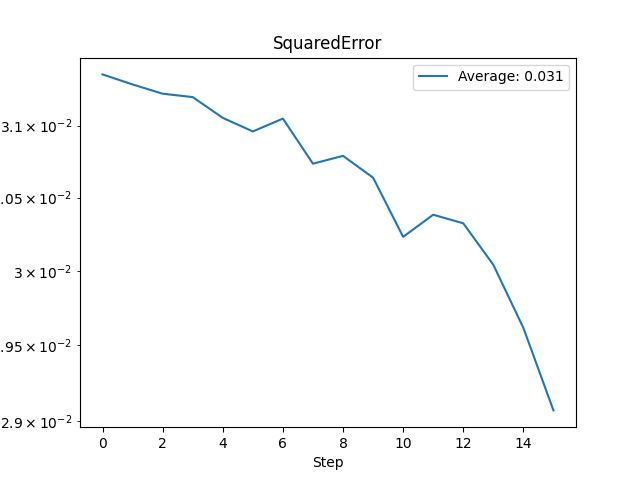 SquaredError
Average: 0.031
3.1 × 10⁻²
.05 × 10⁻²
3 × 10⁻²
.95 × 10⁻²
2.9 × 10⁻²
0 2 4 6 8 10 12 14
Step